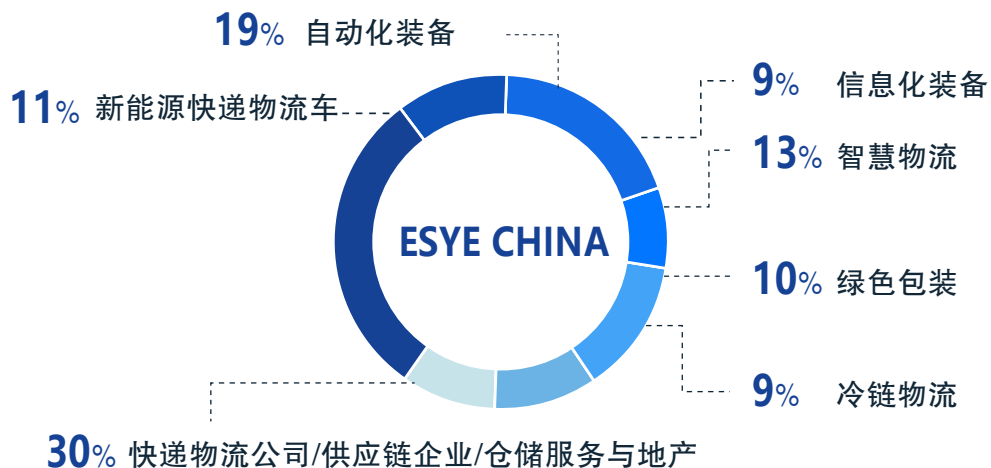 19% 自动化装备
9% 信息化装备
11% 新能源快递物流车
13% 智慧物流
ESYE CHINA
10% 绿色包装
9% 冷链物流
30% 快递物流公司/供应链企业/仓储服务与地产